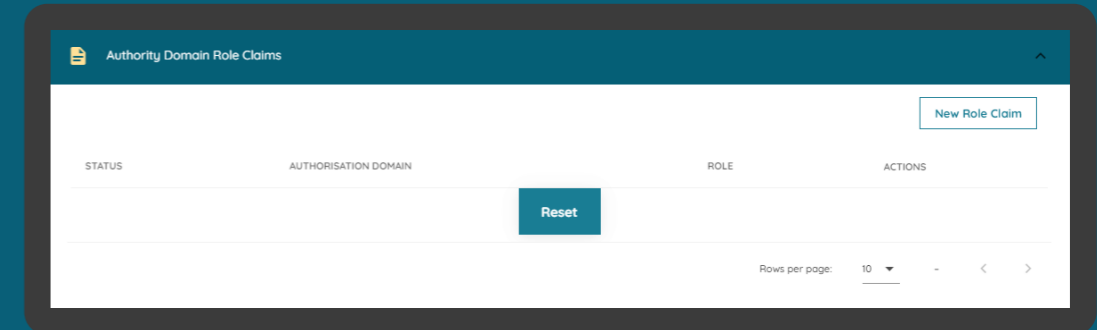 Authority Domain Role Claims
New Role Claim
STATUS AUTHORISATION DOMAIN ROLE ACTIONS
Reset
Rows per page: 10 -